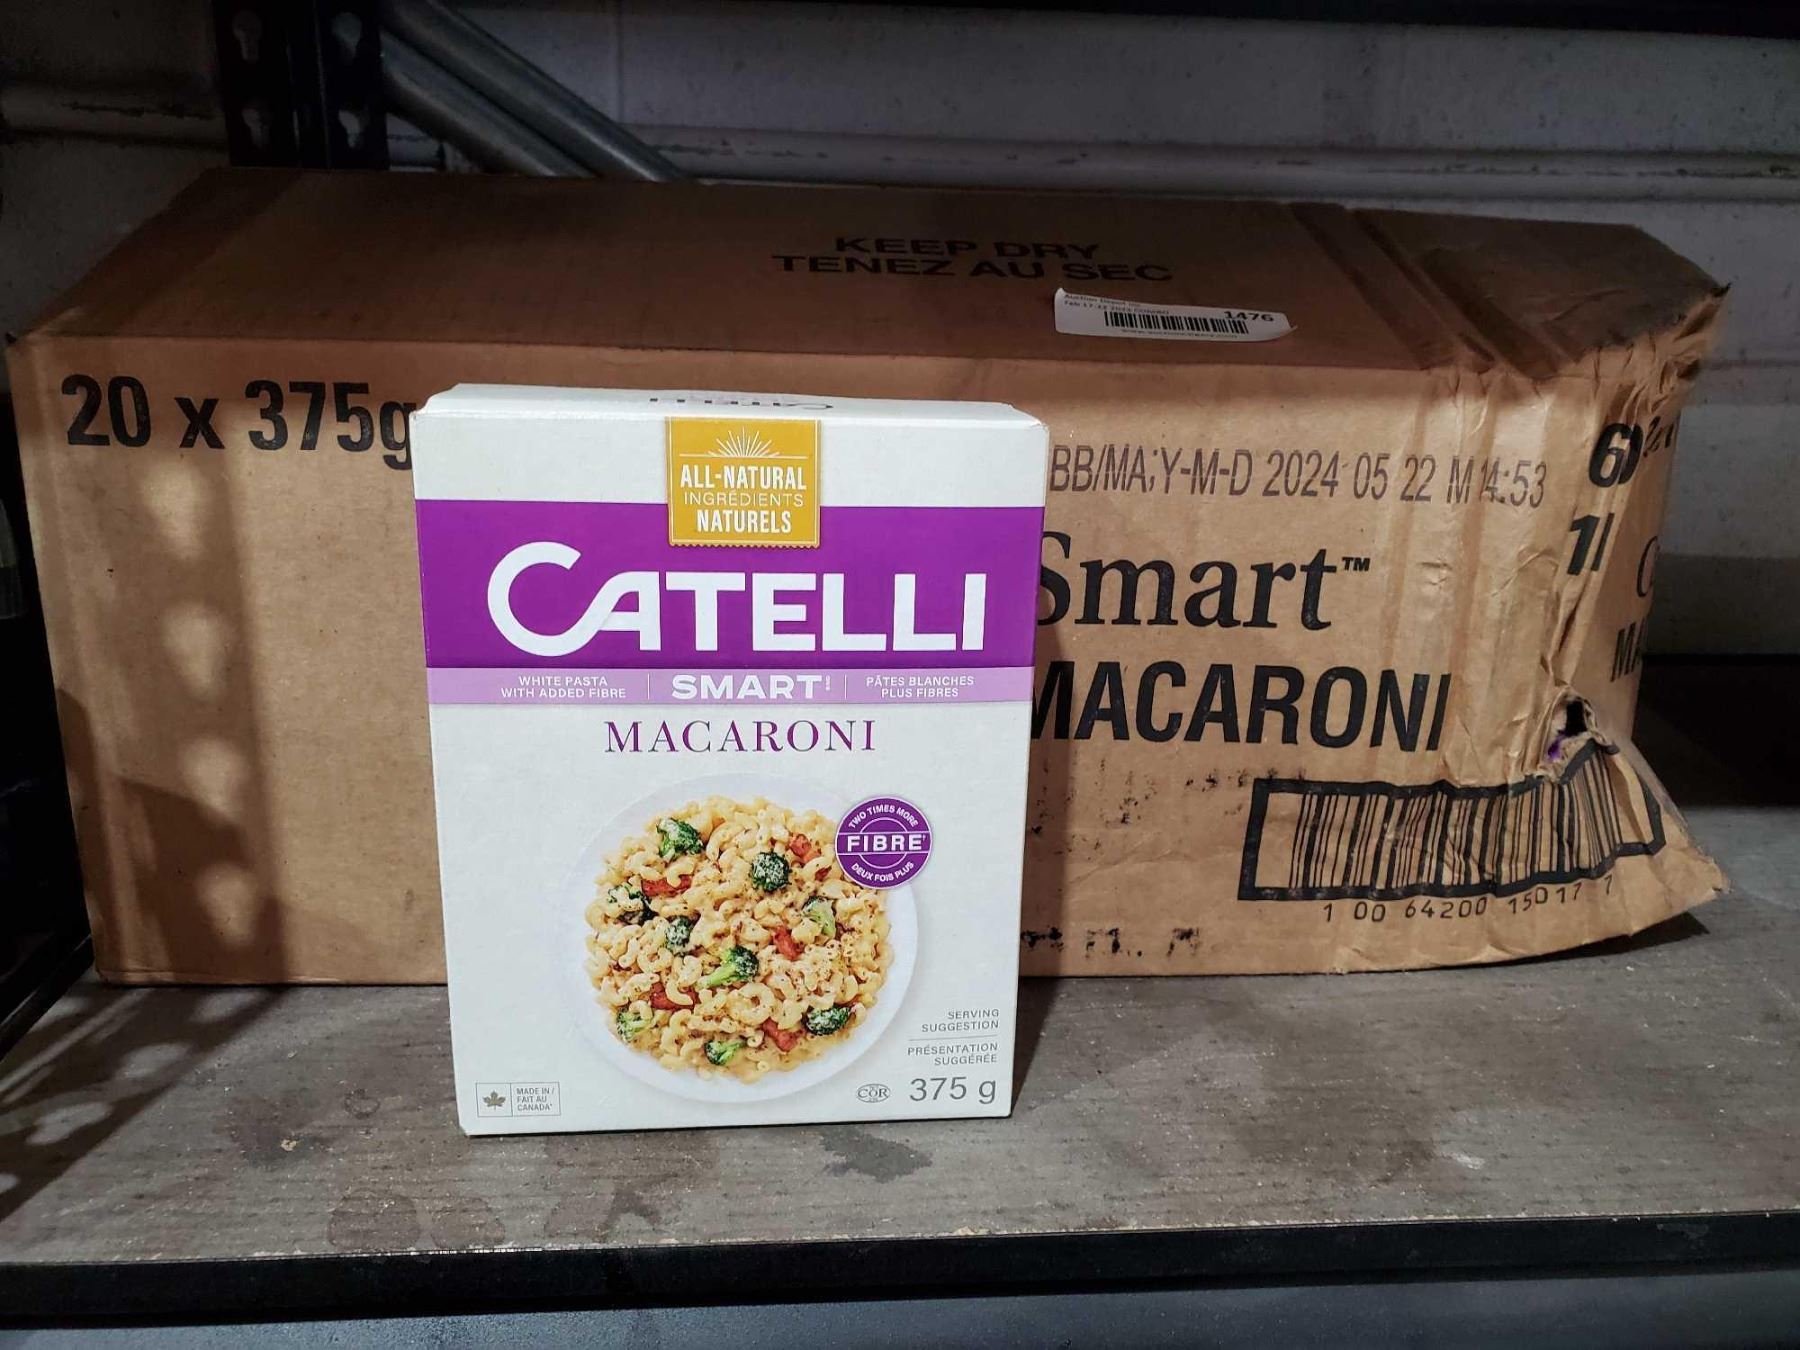 KEEP DRY
TENEZ AU SEC
1476
20 x 375g
BB/MA;Y-M-D 2024 05 22 M 14:53
Smart™
MACARONI
1 00 64200 15017 7
ALL-NATURAL
INGRÉDIENTS
NATURELS
CATELLI
WHITE PASTA
WITH ADDED FIBRE
SMART
PÂTES BLANCHES
PLUS FIBRES
MACARONI
TWO TIMES MORE
FIBRE
DEUX FOIS PLUS
SERVING
SUGGESTION
PRÉSENTATION
SUGGÉRÉE
MADE IN /
FAIT AU
CANADA*
COR
375 g